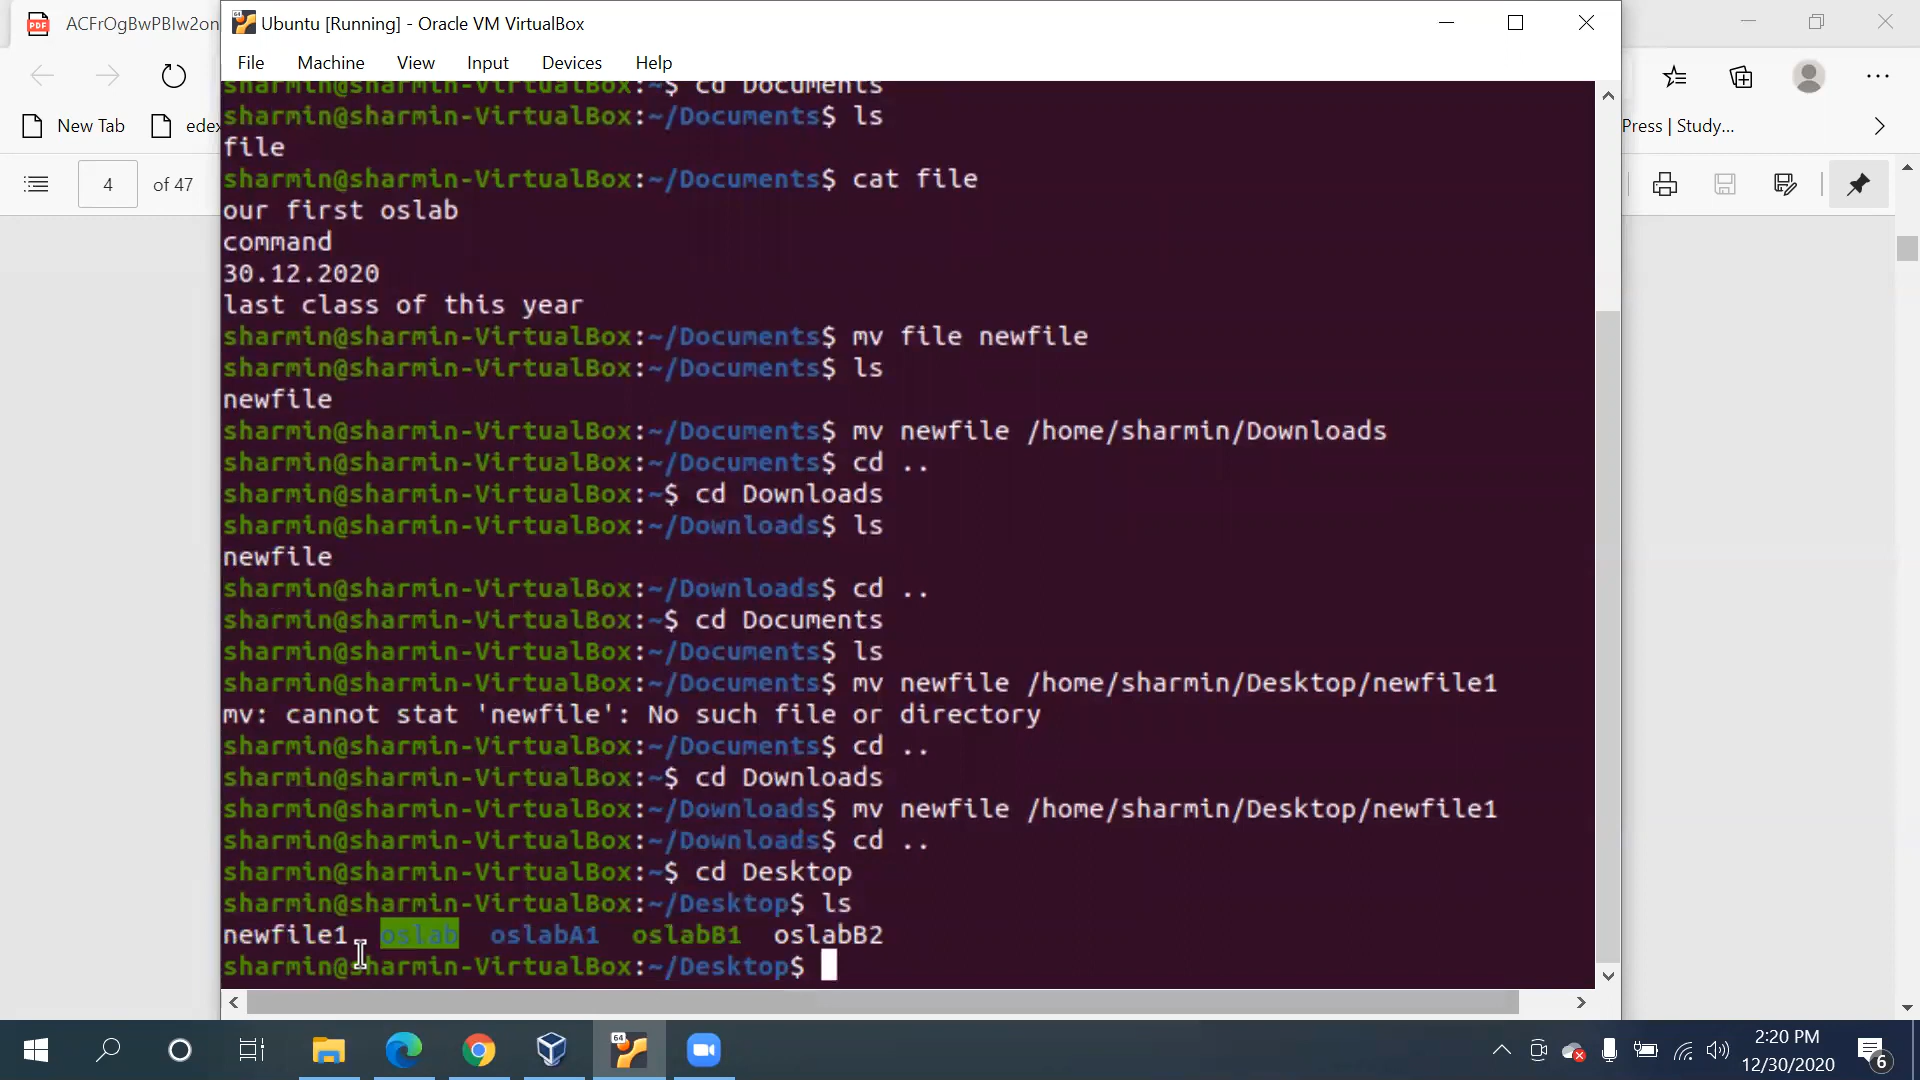 ACFrOgBwPBIw2on
Ubuntu [Running] - Oracle VM VirtualBox
File Machine View Input Devices Help
New Tab
Press | Study...
4 of 47
sharmin@sharmin-VirtualBox:~$ cd Documents
sharmin@sharmin-VirtualBox:~/Documents$ ls
file
sharmin@sharmin-VirtualBox:~/Documents$ cat file
our first oslab
command
30.12.2020
last class of this year
sharmin@sharmin-VirtualBox:~/Documents$ mv file newfile
sharmin@sharmin-VirtualBox:~/Documents$ ls
newfile
sharmin@sharmin-VirtualBox:~/Documents$ mv newfile /home/sharmin/Downloads
sharmin@sharmin-VirtualBox:~/Documents$ cd ..
sharmin@sharmin-VirtualBox:~$ cd Downloads
sharmin@sharmin-VirtualBox:~/Downloads$ ls
newfile
sharmin@sharmin-VirtualBox:~/Downloads$ cd ..
sharmin@sharmin-VirtualBox:~$ cd Documents
sharmin@sharmin-VirtualBox:~/Documents$ ls
sharmin@sharmin-VirtualBox:~/Documents$ mv newfile /home/sharmin/Desktop/newfile1
mv: cannot stat 'newfile': No such file or directory
sharmin@sharmin-VirtualBox:~/Documents$ cd ..
sharmin@sharmin-VirtualBox:~$ cd Downloads
sharmin@sharmin-VirtualBox:~/Downloads$ mv newfile /home/sharmin/Desktop/newfile1
sharmin@sharmin-VirtualBox:~/Downloads$ cd ..
sharmin@sharmin-VirtualBox:~$ cd Desktop
sharmin@sharmin-VirtualBox:~/Desktop$ ls
newfile1 oslab oslabA1 oslabB1 oslabB2
sharmin@sharmin-VirtualBox:~/Desktop$
64
2:20 PM
12/30/2020
6